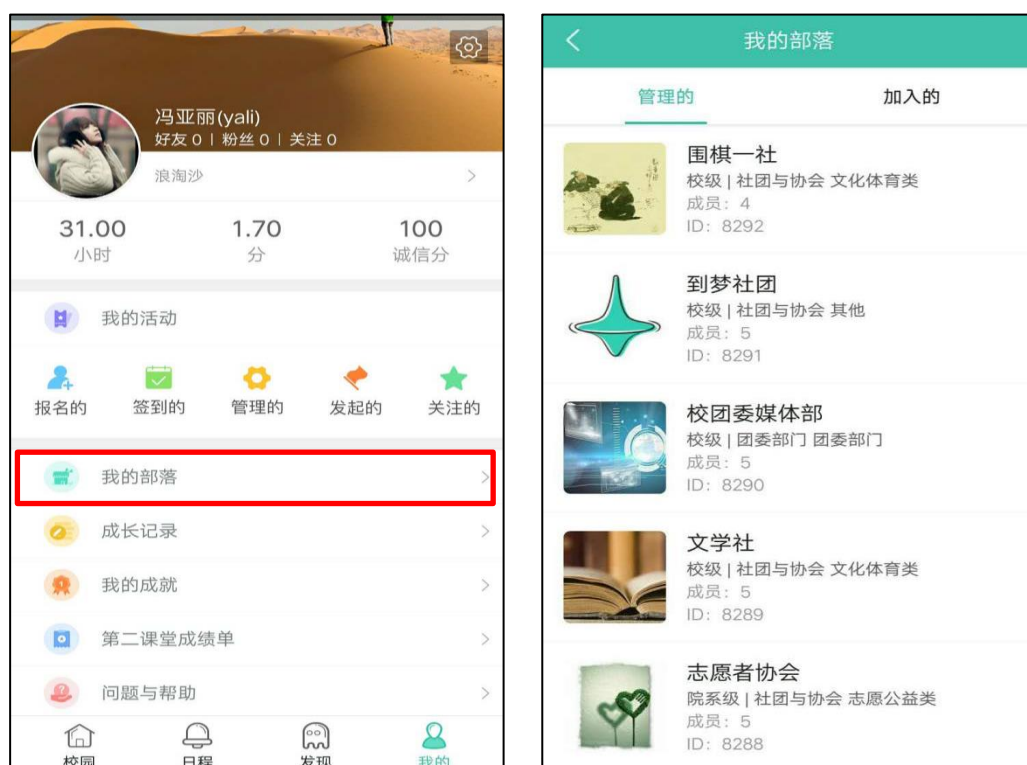 冯亚丽(yali)
好友 0 | 粉丝 0 | 关注 0
浪淘沙
31.00 1.70 100
小时 分 诚信分
我的活动
报名的 签到的 管理的 发起的 关注的
我的部落
成长记录
我的成就
第二课堂成绩单
问题与帮助
校园 日程 发现 我的
我的部落
管理的 加入的
围棋一社
校级 | 社团与协会 文化体育类
成员: 4
ID: 8292
到梦社团
校级 | 社团与协会 其他
成员: 5
ID: 8291
校团委媒体部
校级 | 团委部门 团委部门
成员: 5
ID: 8290
文学社
校级 | 社团与协会 文化体育类
成员: 5
ID: 8289
志愿者协会
院系级 | 社团与协会 志愿公益类
成员: 5
ID: 8288